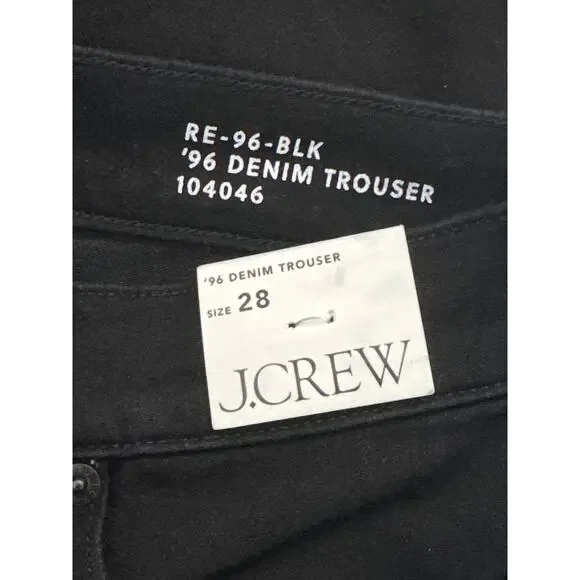 RE-96-BLK
'96 DENIM TROUSER
104046
'96 DENIM TROUSER
SIZE 28
J.CREW